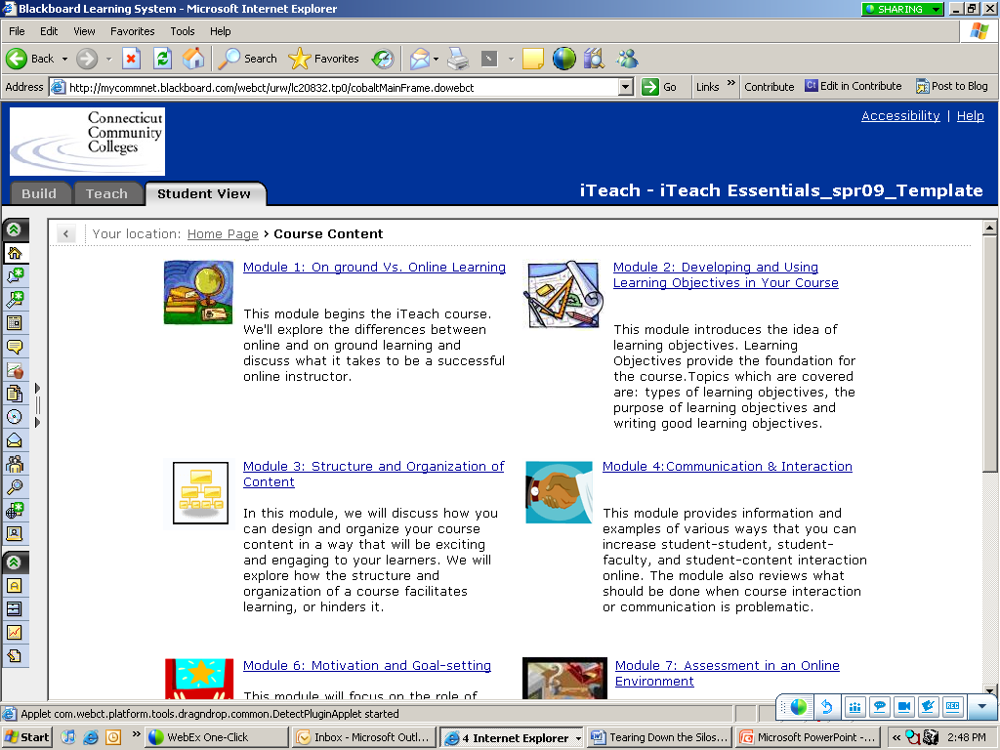 Blackboard Learning System - Microsoft Internet Explorer
SHARING
File Edit View Favorites Tools Help
Back Search Favorites
Address http://mycommnet.blackboard.com/webct/urw/lc20832.tp0/cobaltMainFrame.dowebct Go Links » Contribute Ct Edit in Contribute Post to Blog
Connecticut
Community
Colleges
Accessibility | Help
Build Teach Student View
iTeach - iTeach Essentials_spr09_Template
Your location: Home Page › Course Content
Module 1: On ground Vs. Online Learning
This module begins the iTeach course.
We'll explore the differences between
online and on ground learning and
discuss what it takes to be a successful
online instructor.
Module 2: Developing and Using
Learning Objectives in Your Course
This module introduces the idea of
learning objectives. Learning
Objectives provide the foundation for
the course.Topics which are covered
are: types of learning objectives, the
purpose of learning objectives and
writing good learning objectives.
Module 3: Structure and Organization of
Content
In this module, we will discuss how you
can design and organize your course
content in a way that will be exciting
and engaging to your learners. We will
explore how the structure and
organization of a course facilitates
learning, or hinders it.
Module 4:Communication & Interaction
This module provides information and
examples of various ways that you can
increase student-student, student-
faculty, and student-content interaction
online. The module also reviews what
should be done when course interaction
or communication is problematic.
Module 6: Motivation and Goal-setting
This module will focus on the role of
Module 7: Assessment in an Online
Environment
Applet com.webct.platform.tools.dragndrop.common.DetectPluginApplet started
Start » WebEx One-Click Inbox - Microsoft Outl... 4 Internet Explorer Tearing Down the Silos... Microsoft PowerPoint -... « 2:48 PM